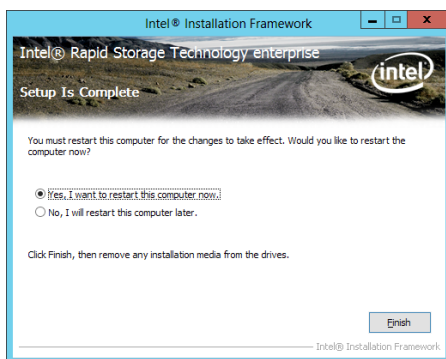 Intel® Installation Framework
Intel® Rapid Storage Technology enterprise
intel
Setup Is Complete
You must restart this computer for the changes to take effect. Would you like to restart the
computer now?
Yes, I want to restart this computer now.
No, I will restart this computer later.
Click Finish, then remove any installation media from the drives.
Finish
Intel® Installation Framework